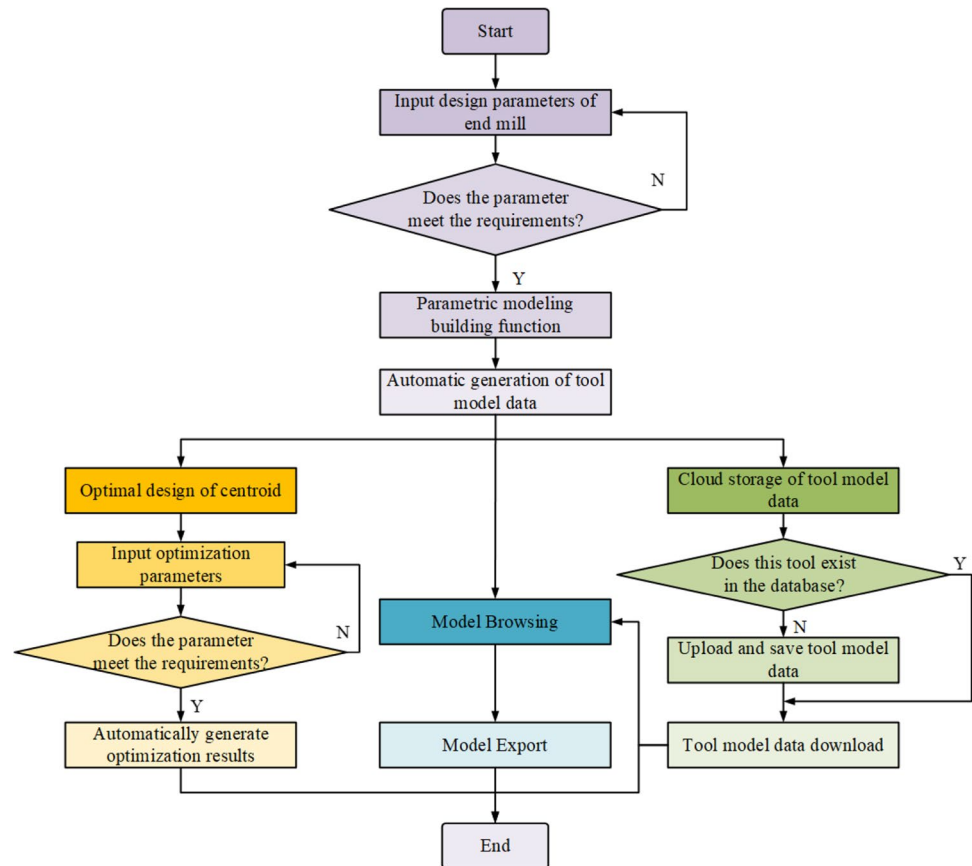 Start
Input design parameters of
end mill
N
Does the parameter
meet the requirements?
Y
Parametric modeling
building function
Automatic generation of tool
model data
Optimal design of centroid
Input optimization
parameters
N
Does the parameter
meet the requirements?
Y
Automatically generate
optimization results
Model Browsing
Model Export
Cloud storage of tool model
data
Does this tool exist
in the database?
Y
N
Upload and save tool model
data
Tool model data download
End